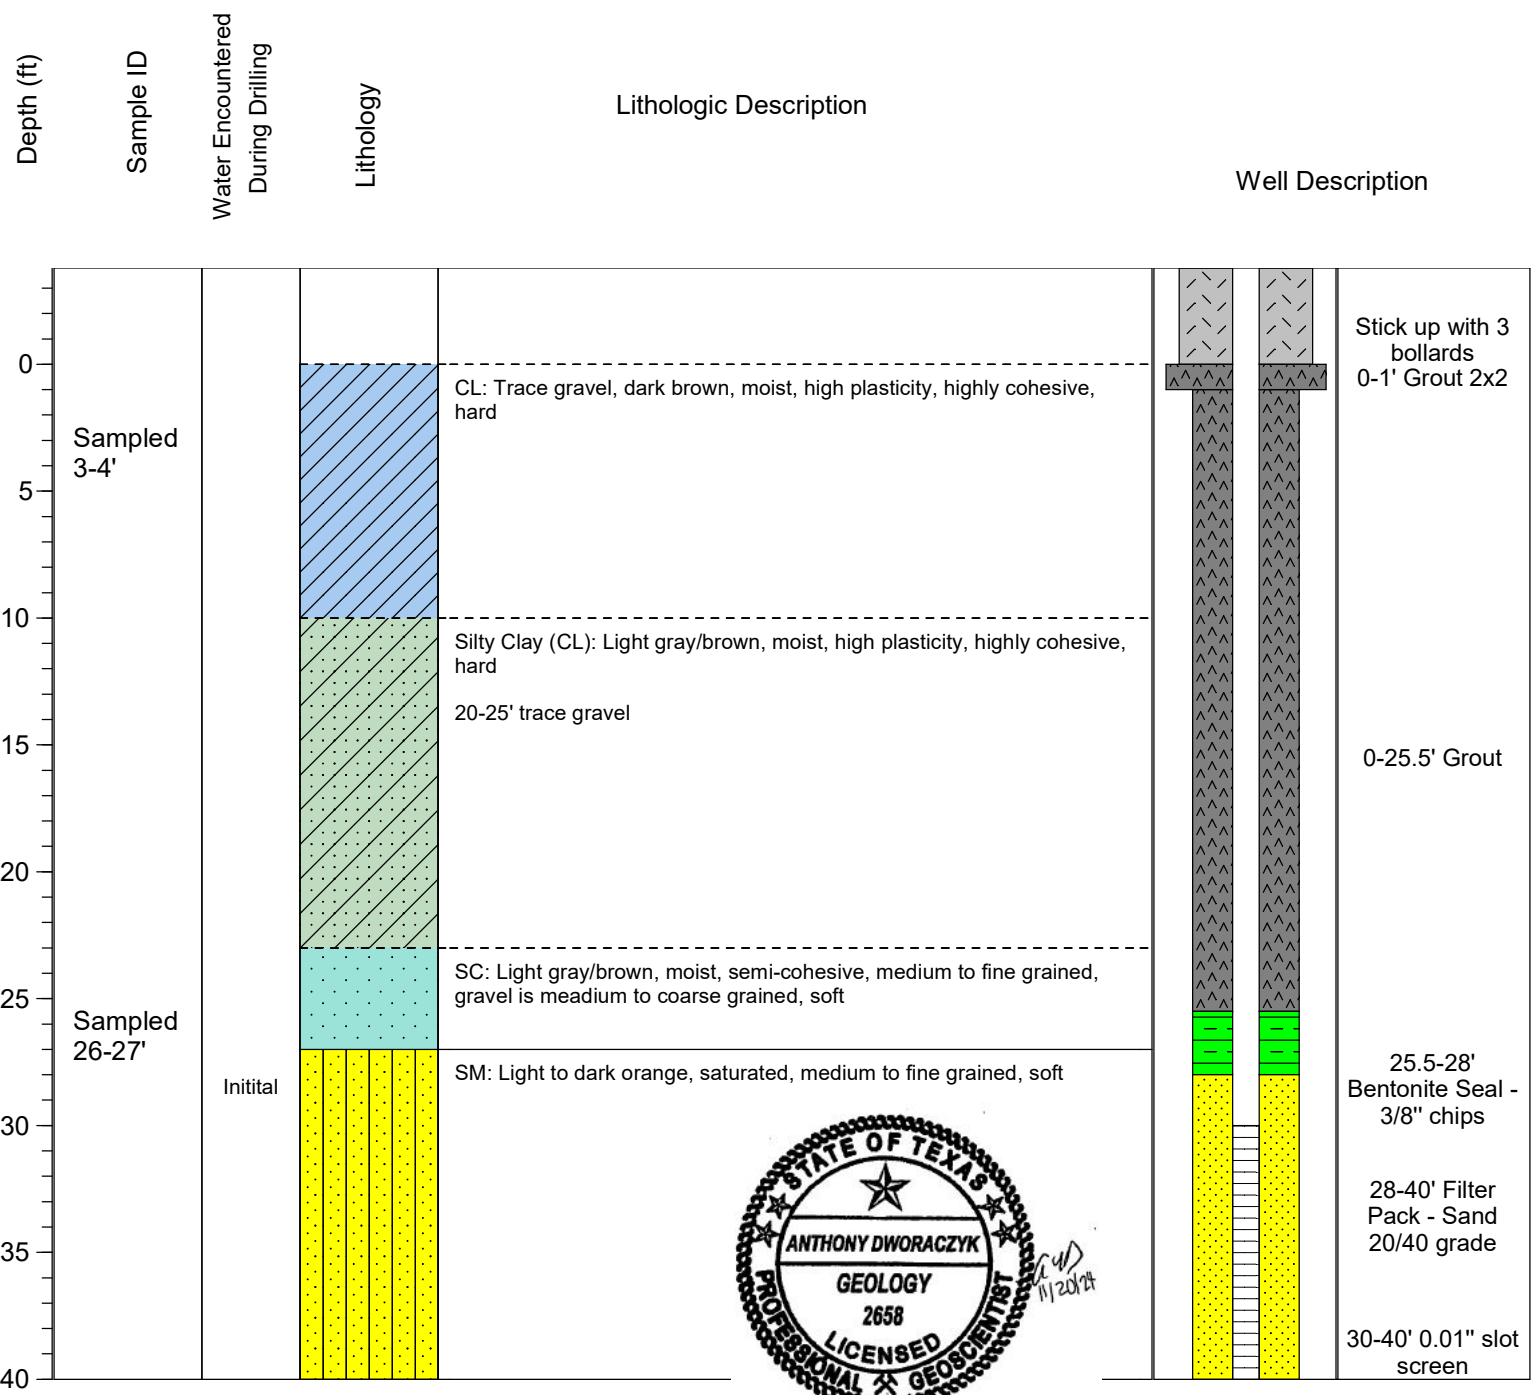 Depth (ft)
Sample ID
Water Encountered
During Drilling
Lithology
Lithologic Description
Well Description
0
5
10
15
20
25
30
35
40
Sampled
3-4'
Sampled
26-27'
Initital
CL: Trace gravel, dark brown, moist, high plasticity, highly cohesive,
hard
Silty Clay (CL): Light gray/brown, moist, high plasticity, highly cohesive,
hard
20-25' trace gravel
SC: Light gray/brown, moist, semi-cohesive, medium to fine grained,
gravel is meadium to coarse grained, soft
SM: Light to dark orange, saturated, medium to fine grained, soft
STATE OF TEXAS
ANTHONY DWORACZYK
GEOLOGY
2658
LICENSED
PROFESSIONAL GEOSCIENTIST
11/20/24
Stick up with 3
bollards
0-1' Grout 2x2
0-25.5' Grout
25.5-28'
Bentonite Seal -
3/8" chips
28-40' Filter
Pack - Sand
20/40 grade
30-40' 0.01" slot
screen